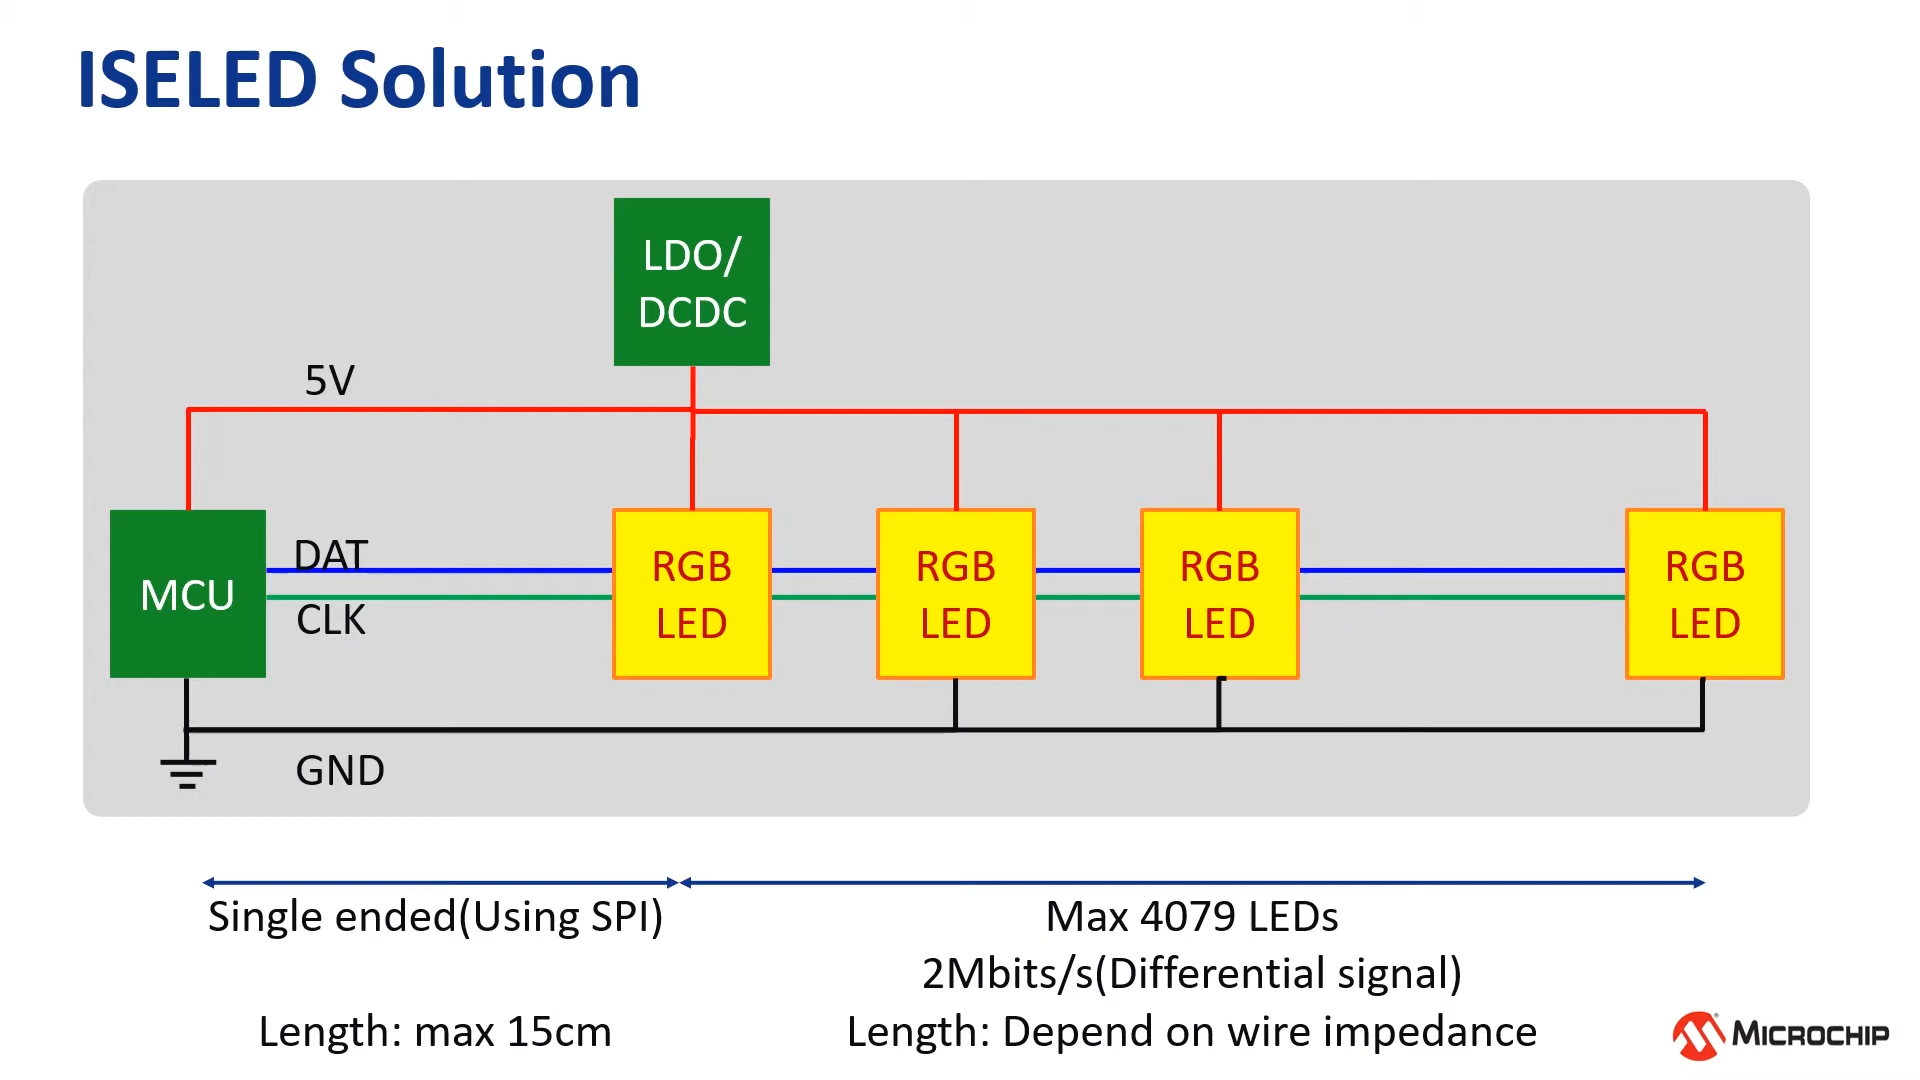 ISELED Solution
LDO/
DCDC
5V
MCU
DAT
CLK
RGB
LED
RGB
LED
RGB
LED
RGB
LED
GND
Single ended(Using SPI)
Length: max 15cm
Max 4079 LEDs
2Mbits/s(Differential signal)
Length: Depend on wire impedance
MICROCHIP